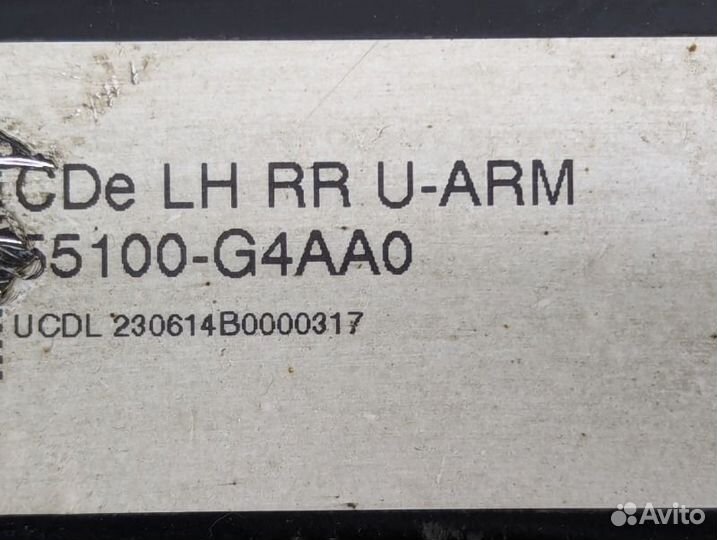 CDe LH RR U-ARM
55100-G4AA0
UCDL 230614B0000317
Avito